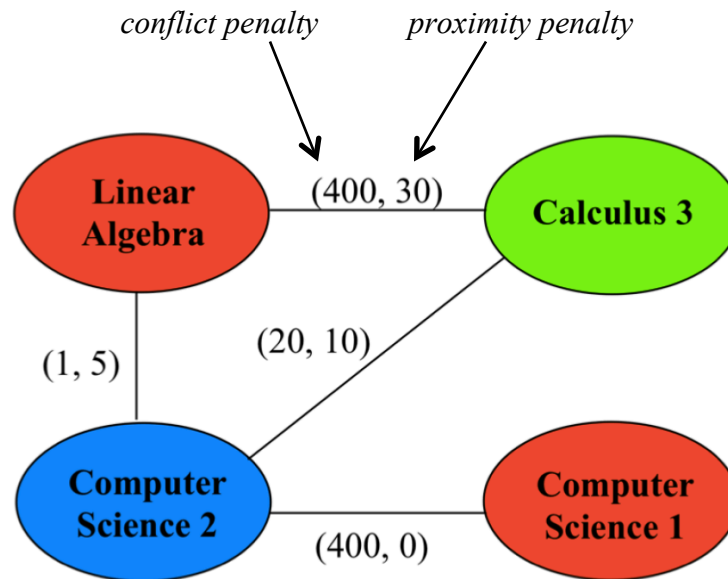 conflict penalty
proximity penalty
Linear
Algebra
(400, 30)
Calculus 3
(1, 5)
(20, 10)
Computer
Science 2
(400, 0)
Computer
Science 1